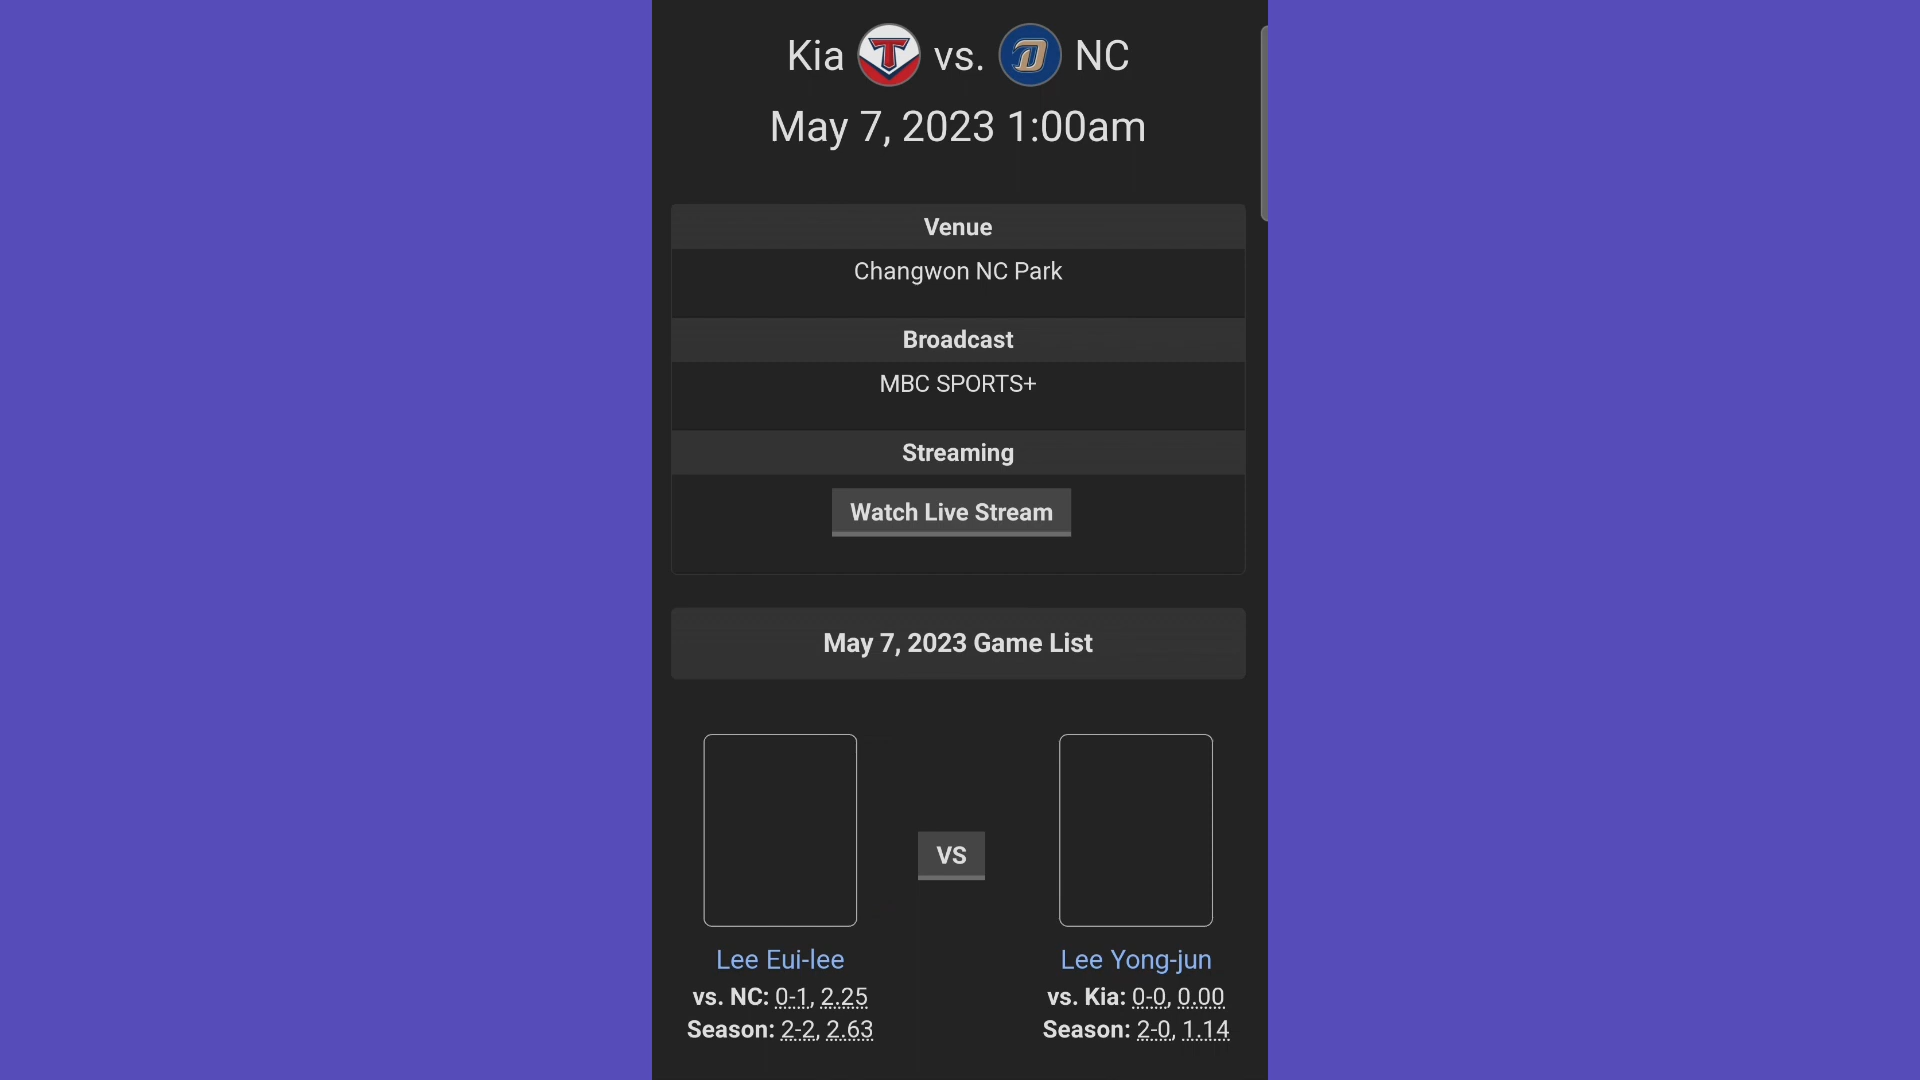 Kia T vs. D NC
May 7, 2023 1:00am
Venue
Changwon NC Park
Broadcast
MBC SPORTS+
Streaming
Watch Live Stream
May 7, 2023 Game List
VS
Lee Eui-lee
vs. NC: 0-1, 2.25
Season: 2-2, 2.63
Lee Yong-jun
vs. Kia: 0-0, 0.00
Season: 2-0, 1.14